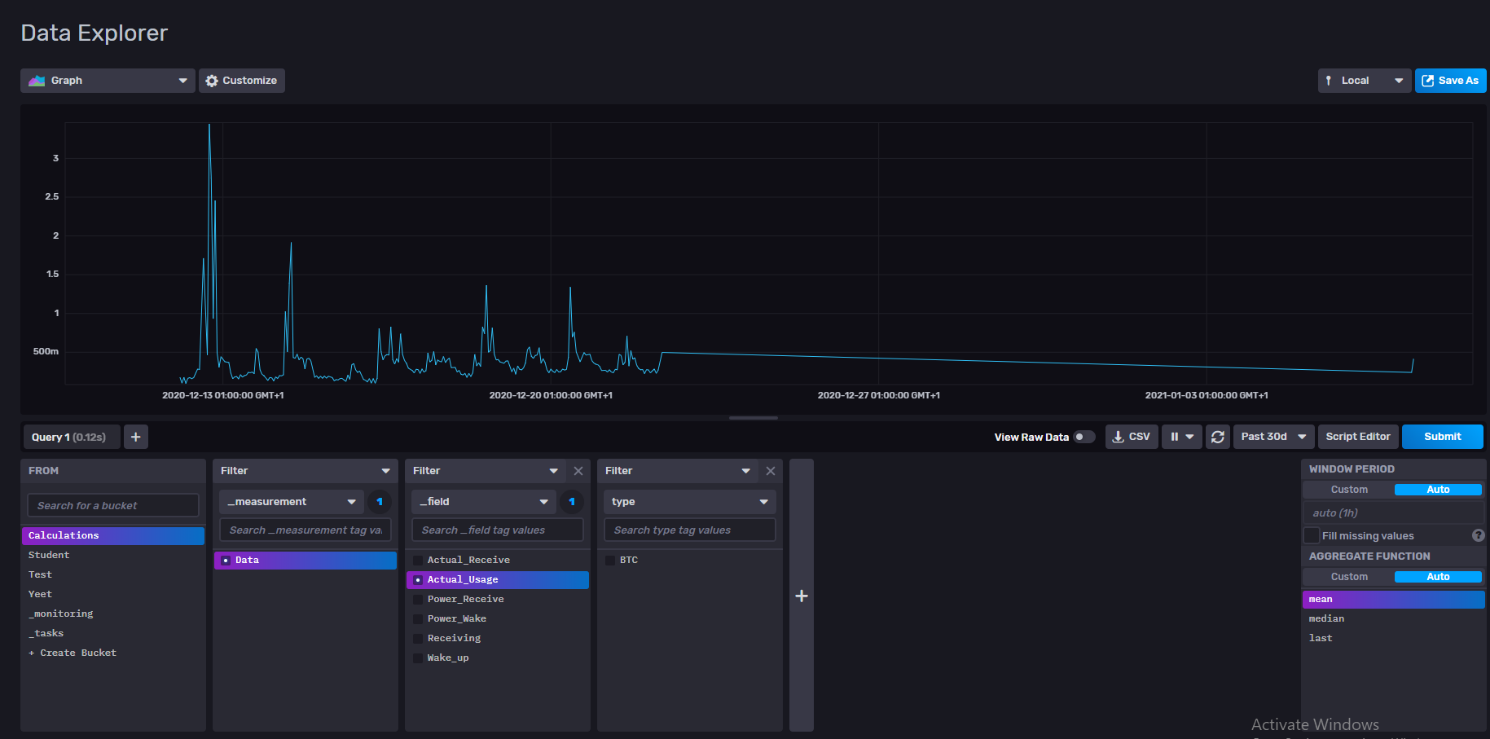 Data Explorer
Graph Customize Local Save As
3
2.5
2
1.5
1
500m
2020-12-13 01:00:00 GMT+1 2020-12-20 01:00:00 GMT+1 2020-12-27 01:00:00 GMT+1 2021-01-03 01:00:00 GMT+1
Query 1 (0.12s) + View Raw Data CSV Past 30d Script Editor Submit
FROM
Search for a bucket
Calculations
Student
Test
Yeet
_monitoring
_tasks
+ Create Bucket
Filter
_measurement 1
Search _measurement tag va
Data
Filter
_field 1
Search _field tag values
Actual_Receive
Actual_Usage
Power_Receive
Power_Wake
Receiving
Wake_up
Filter
type
Search type tag values
BTC
+
WINDOW PERIOD
Custom Auto
auto (1h)
Fill missing values ?
AGGREGATE FUNCTION
Custom Auto
mean
median
last
Activate Windows